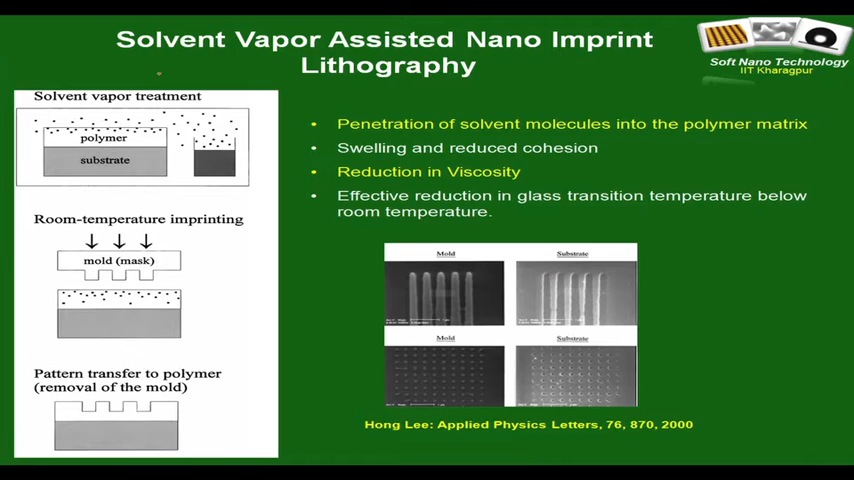 Solvent Vapor Assisted Nano Imprint
Lithography
Soft Nano Technology
IIT Kharagpur
Solvent vapor treatment
polymer
substrate
Room-temperature imprinting
mold (mask)
Pattern transfer to polymer
(removal of the mold)
• Penetration of solvent molecules into the polymer matrix
• Swelling and reduced cohesion
• Reduction in Viscosity
• Effective reduction in glass transition temperature below
room temperature.
Mold Substrate
Mold Substrate
Hong Lee: Applied Physics Letters, 76, 870, 2000